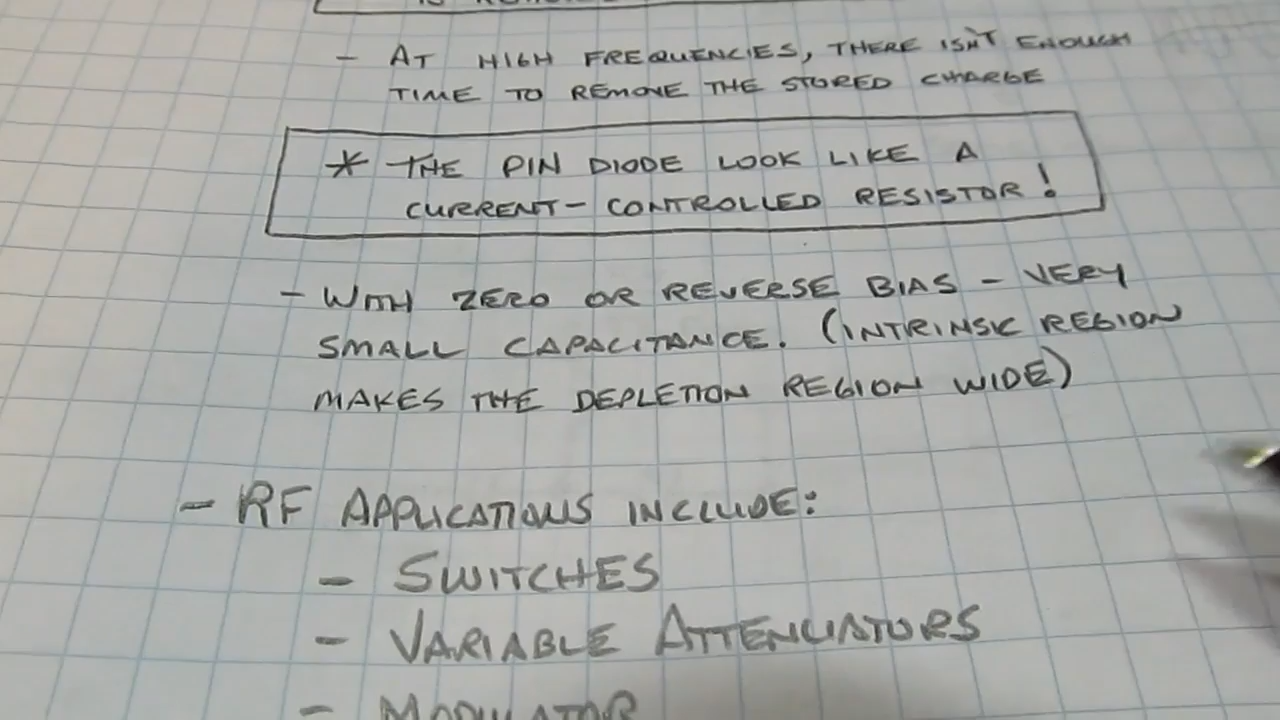 - AT HIGH FREQUENCIES, THERE ISN'T ENOUGH
TIME TO REMOVE THE STORED CHARGE
* THE PIN DIODE LOOK LIKE A
CURRENT-CONTROLLED RESISTOR!
- WITH ZERO OR REVERSE BIAS - VERY
SMALL CAPACITANCE. (INTRINSIC REGION
MAKES THE DEPLETION REGION WIDE)
- RF APPLICATIONS INCLUDE:
- SWITCHES
- VARIABLE ATTENUATORS
- MODULATOR